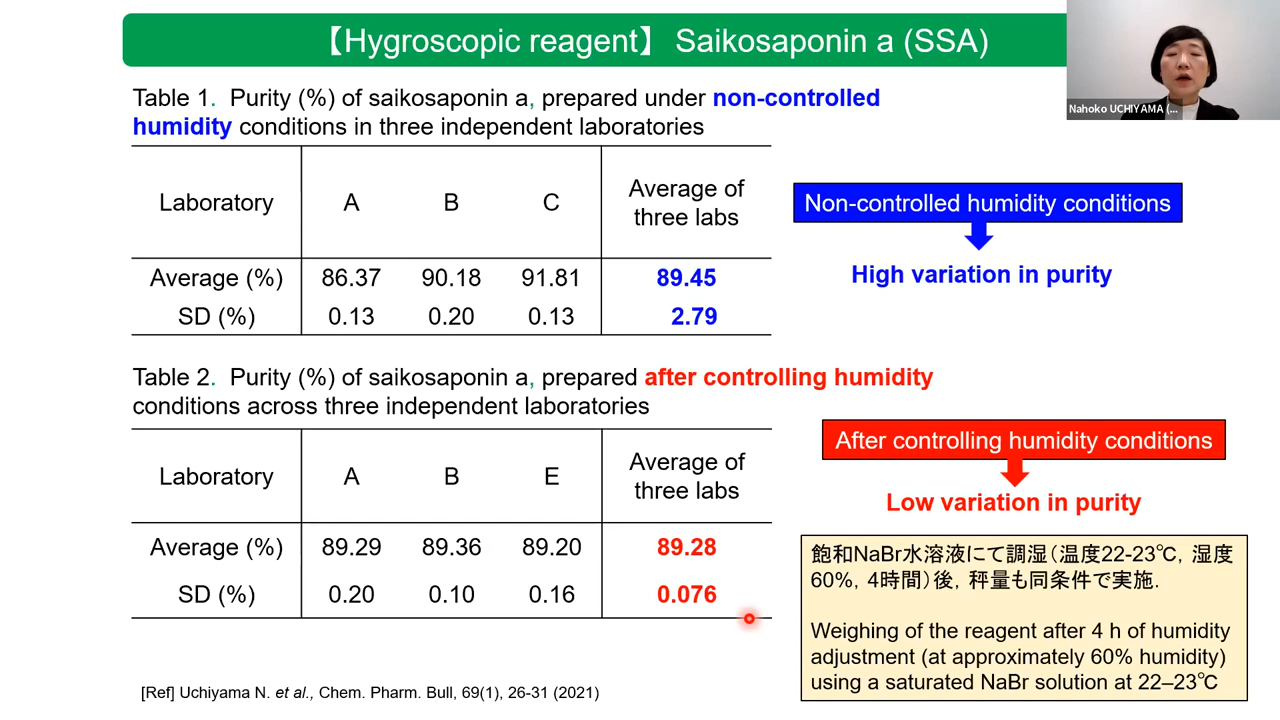 【Hygroscopic reagent】 Saikosaponin a (SSA)
Nahoko UCHIYAMA (...
Table 1. Purity (%) of saikosaponin a, prepared under non-controlled
humidity conditions in three independent laboratories
Laboratory A B C Average of
three labs
Average (%) 86.37 90.18 91.81 89.45
SD (%) 0.13 0.20 0.13 2.79
Non-controlled humidity conditions
High variation in purity
Table 2. Purity (%) of saikosaponin a, prepared after controlling humidity
conditions across three independent laboratories
Laboratory A B E Average of
three labs
Average (%) 89.29 89.36 89.20 89.28
SD (%) 0.20 0.10 0.16 0.076
After controlling humidity conditions
Low variation in purity
飽和NaBr水溶液にて調湿（温度22-23℃, 湿度
60%, 4時間）後, 秤量も同条件で実施.
Weighing of the reagent after 4 h of humidity
adjustment (at approximately 60% humidity)
using a saturated NaBr solution at 22–23℃
[Ref] Uchiyama N. et al., Chem. Pharm. Bull, 69(1), 26-31 (2021)